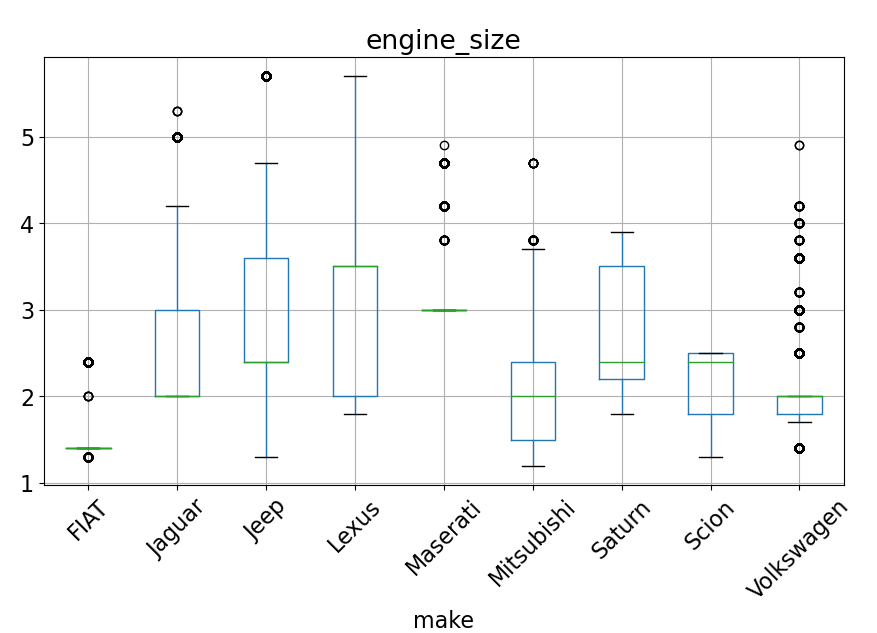 engine_size
5
4
3
2
1
FIAT
Jaguar
Jeep
Lexus
Maserati
Mitsubishi
Saturn
Scion
Volkswagen
make